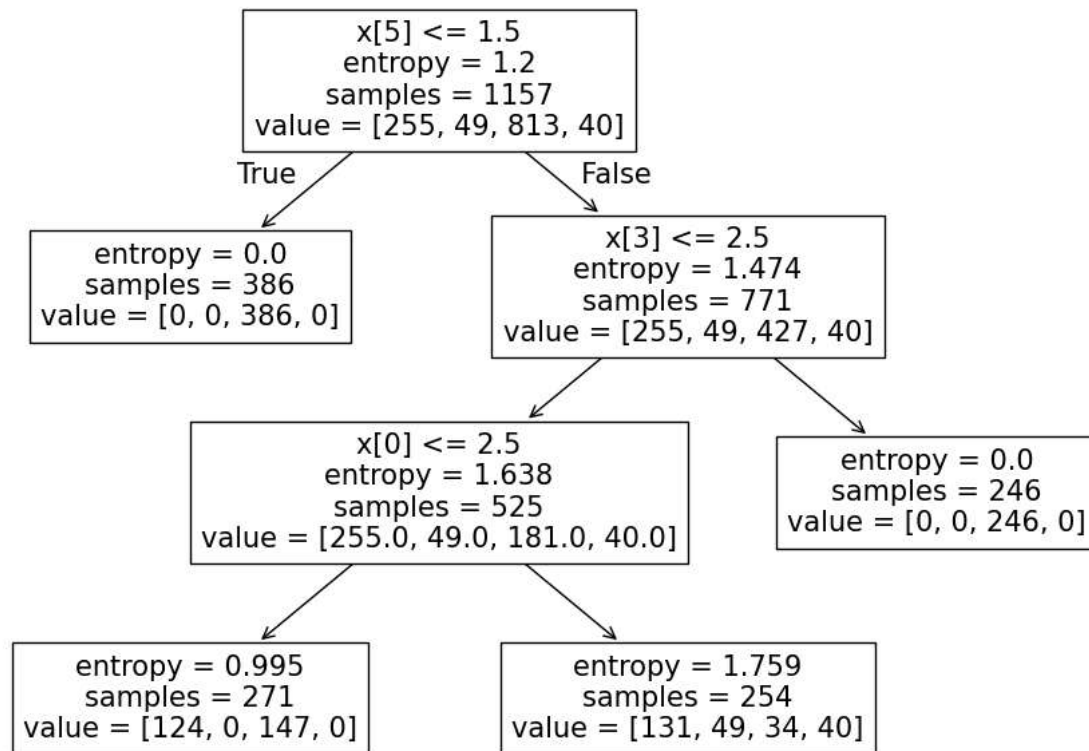 x[5] <= 1.5
entropy = 1.2
samples = 1157
value = [255, 49, 813, 40]
True
False
entropy = 0.0
samples = 386
value = [0, 0, 386, 0]
x[3] <= 2.5
entropy = 1.474
samples = 771
value = [255, 49, 427, 40]
x[0] <= 2.5
entropy = 1.638
samples = 525
value = [255.0, 49.0, 181.0, 40.0]
entropy = 0.0
samples = 246
value = [0, 0, 246, 0]
entropy = 0.995
samples = 271
value = [124, 0, 147, 0]
entropy = 1.759
samples = 254
value = [131, 49, 34, 40]